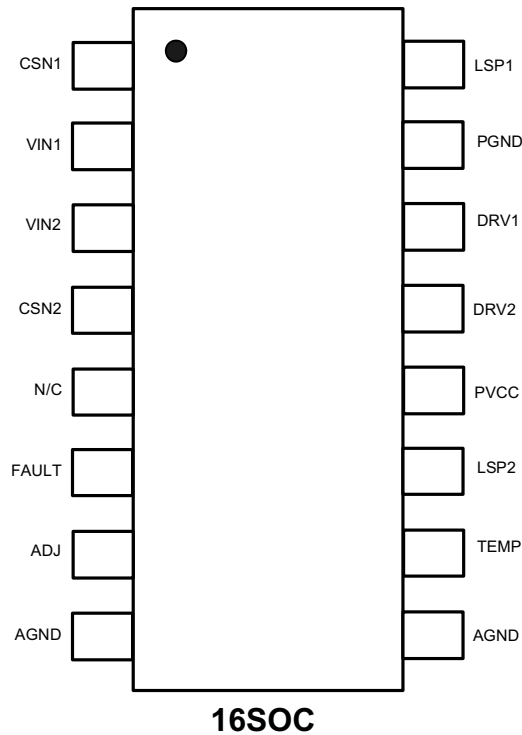 CSN1
VIN1
VIN2
CSN2
N/C
FAULT
ADJ
AGND
LSP1
PGND
DRV1
DRV2
PVCC
LSP2
TEMP
AGND
16SOC